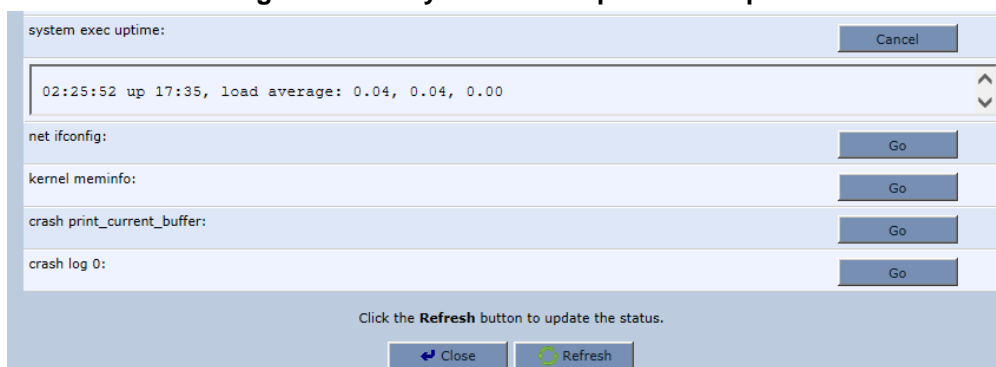 system exec uptime:
Cancel
02:25:52 up 17:35, load average: 0.04, 0.04, 0.00
net ifconfig:
Go
kernel meminfo:
Go
crash print_current_buffer:
Go
crash log 0:
Go
Click the Refresh button to update the status.
Close
Refresh